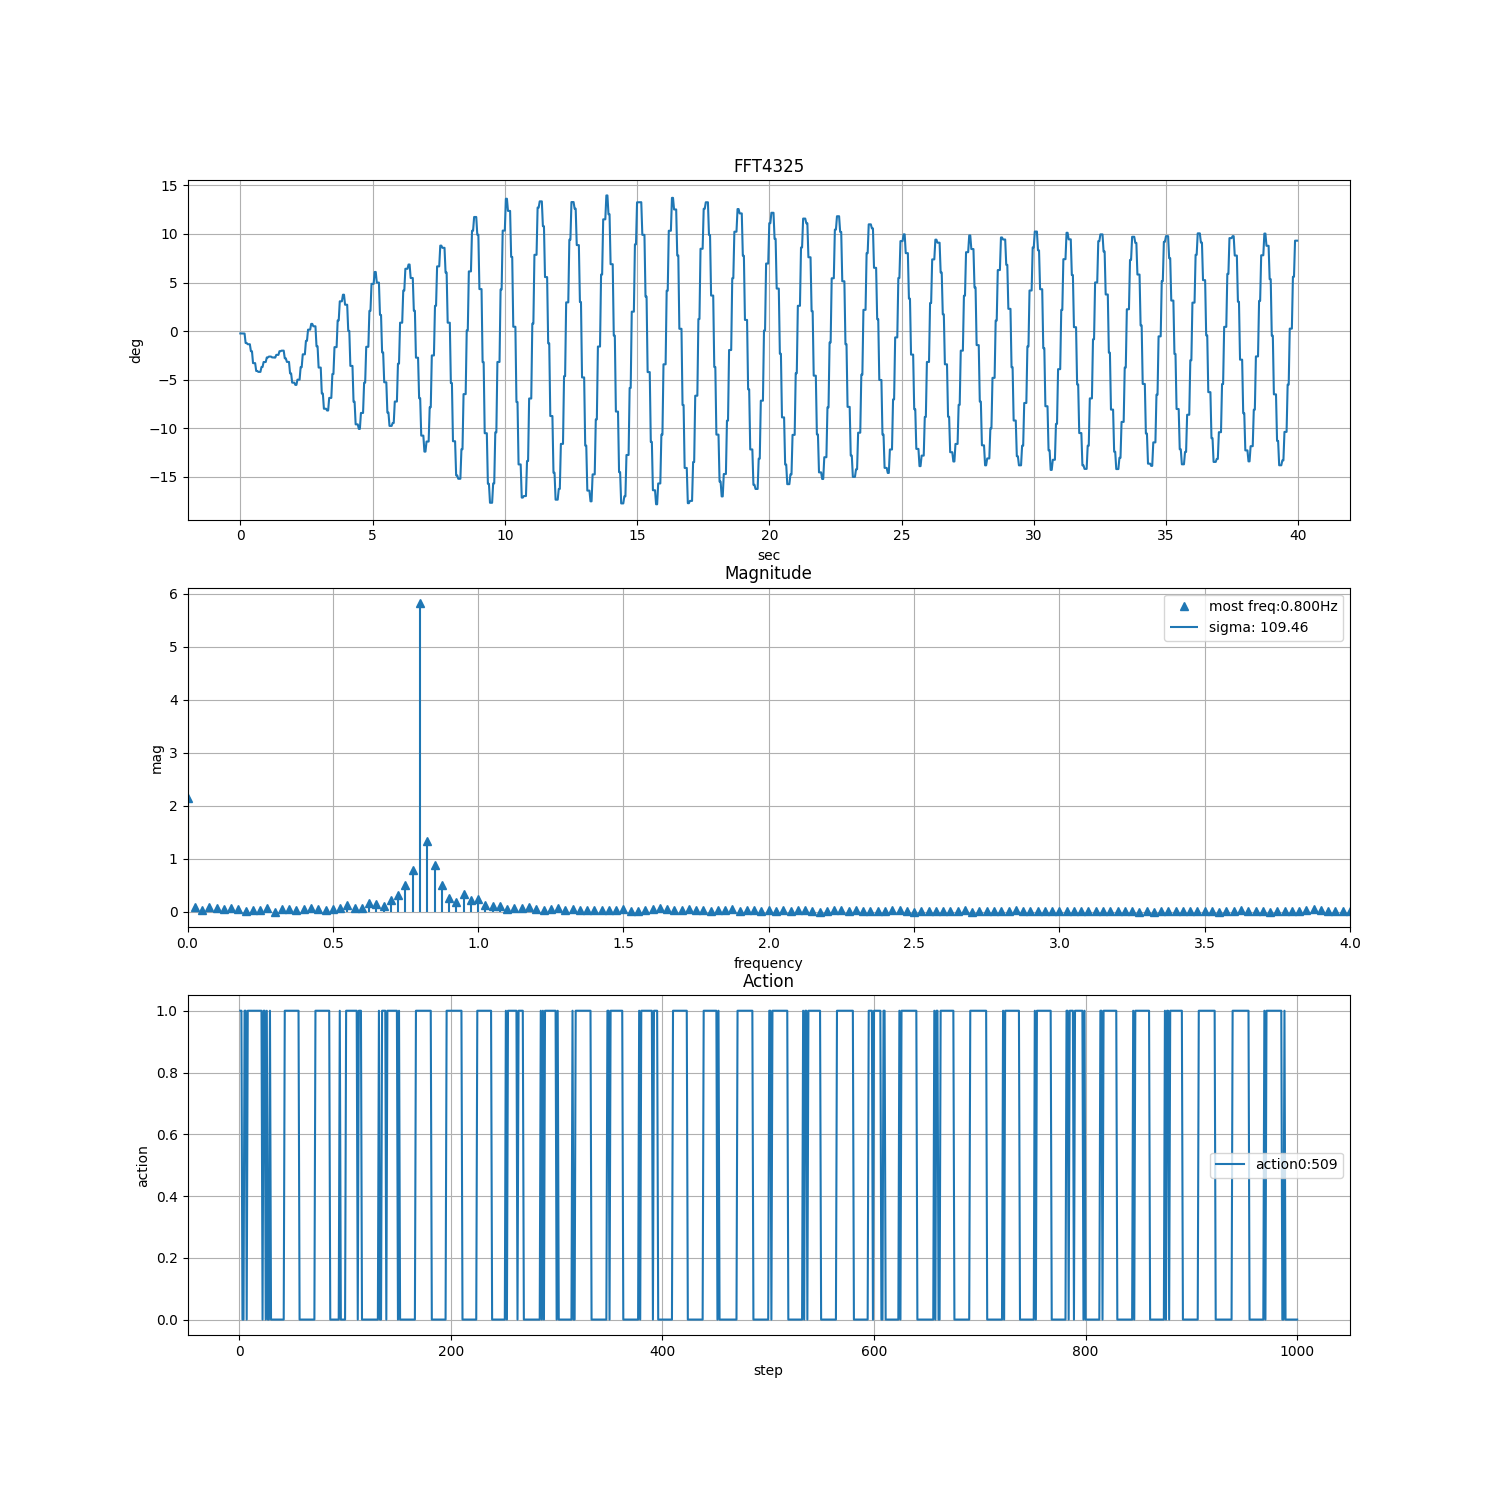 FFT4325
15
10
5
0
−5
−10
−15
deg
0 5 10 15 20 25 30 35 40
sec
Magnitude
6
5
4
3
2
1
0
mag
most freq:0.800Hz
sigma: 109.46
0.0 0.5 1.0 1.5 2.0 2.5 3.0 3.5 4.0
frequency
Action
1.0
0.8
0.6
0.4
0.2
0.0
action
action0:509
0 200 400 600 800 1000
step